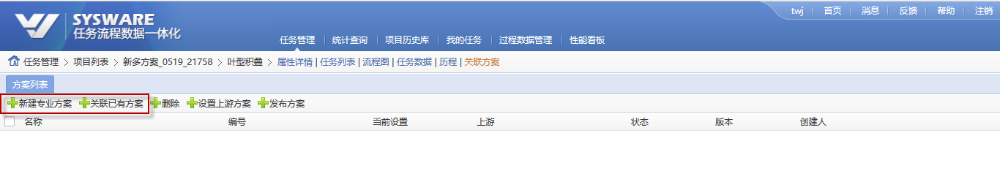 twj 首页 消息 反馈 帮助 注销
SYSWARE
任务流程数据一体化
任务管理 统计查询 项目历史库 我的任务 过程数据管理 性能看板
任务管理 > 项目列表 > 新多方案_0519_21758 > 叶型积叠 > 属性详情 | 任务列表 | 流程图 | 任务数据 | 历程 | 关联方案
方案列表
新建专业方案 关联已有方案 删除 设置上游方案 发布方案
名称 编号 当前设置 上游 状态 版本 创建人